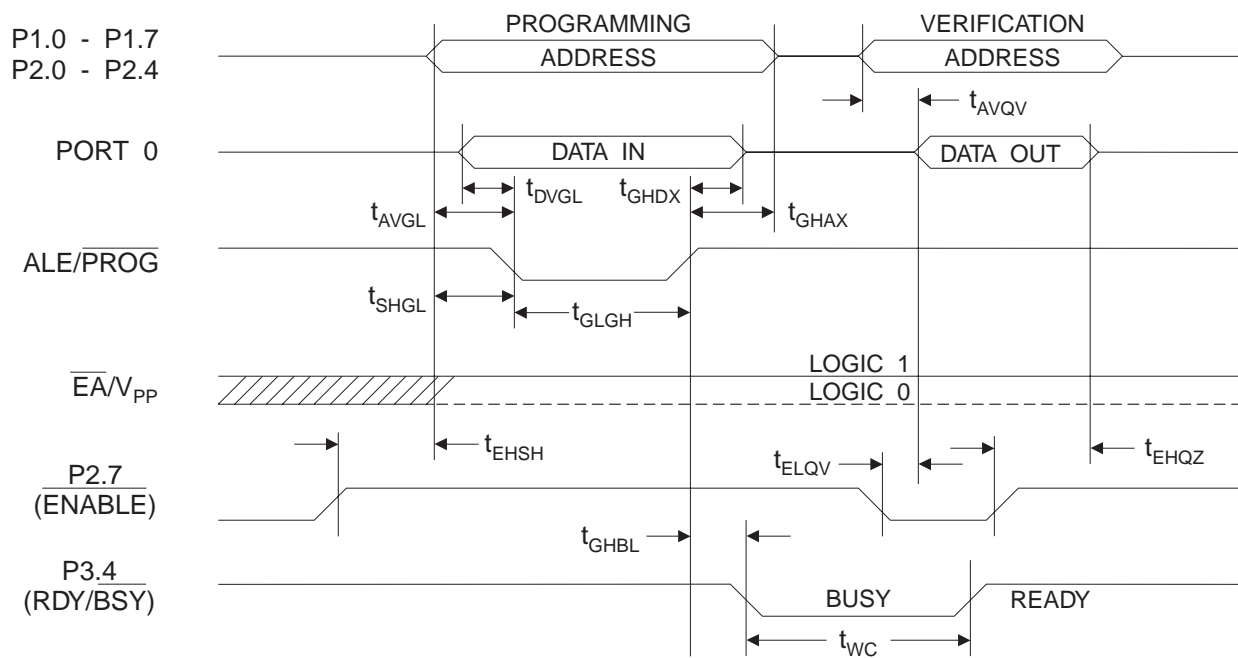 PROGRAMMING
VERIFICATION
P1.0 - P1.7
P2.0 - P2.4
ADDRESS
ADDRESS
tAVQV
PORT 0
DATA IN
DATA OUT
tDVGL
tGHDX
tAVGL
tGHAX
ALE/PROG
tSHGL
tGLGH
LOGIC 1
EA/VPP
LOGIC 0
tEHSH
tELQV
tEHQZ
P2.7
(ENABLE)
tGHBL
P3.4
(RDY/BSY)
BUSY
READY
tWC